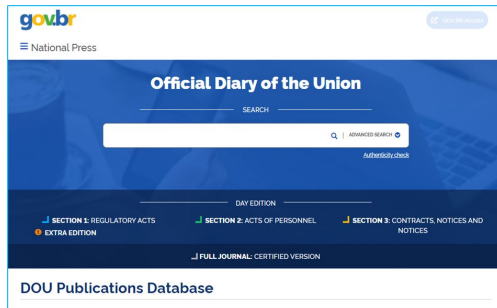 gov.br
National Press
Official Diary of the Union
SEARCH
ADVANCED SEARCH
Authenticity check
DAY EDITION
SECTION 1: REGULATORY ACTS
SECTION 2: ACTS OF PERSONNEL
SECTION 3: CONTRACTS, NOTICES AND
NOTICES
EXTRA EDITION
FULL JOURNAL: CERTIFIED VERSION
DOU Publications Database